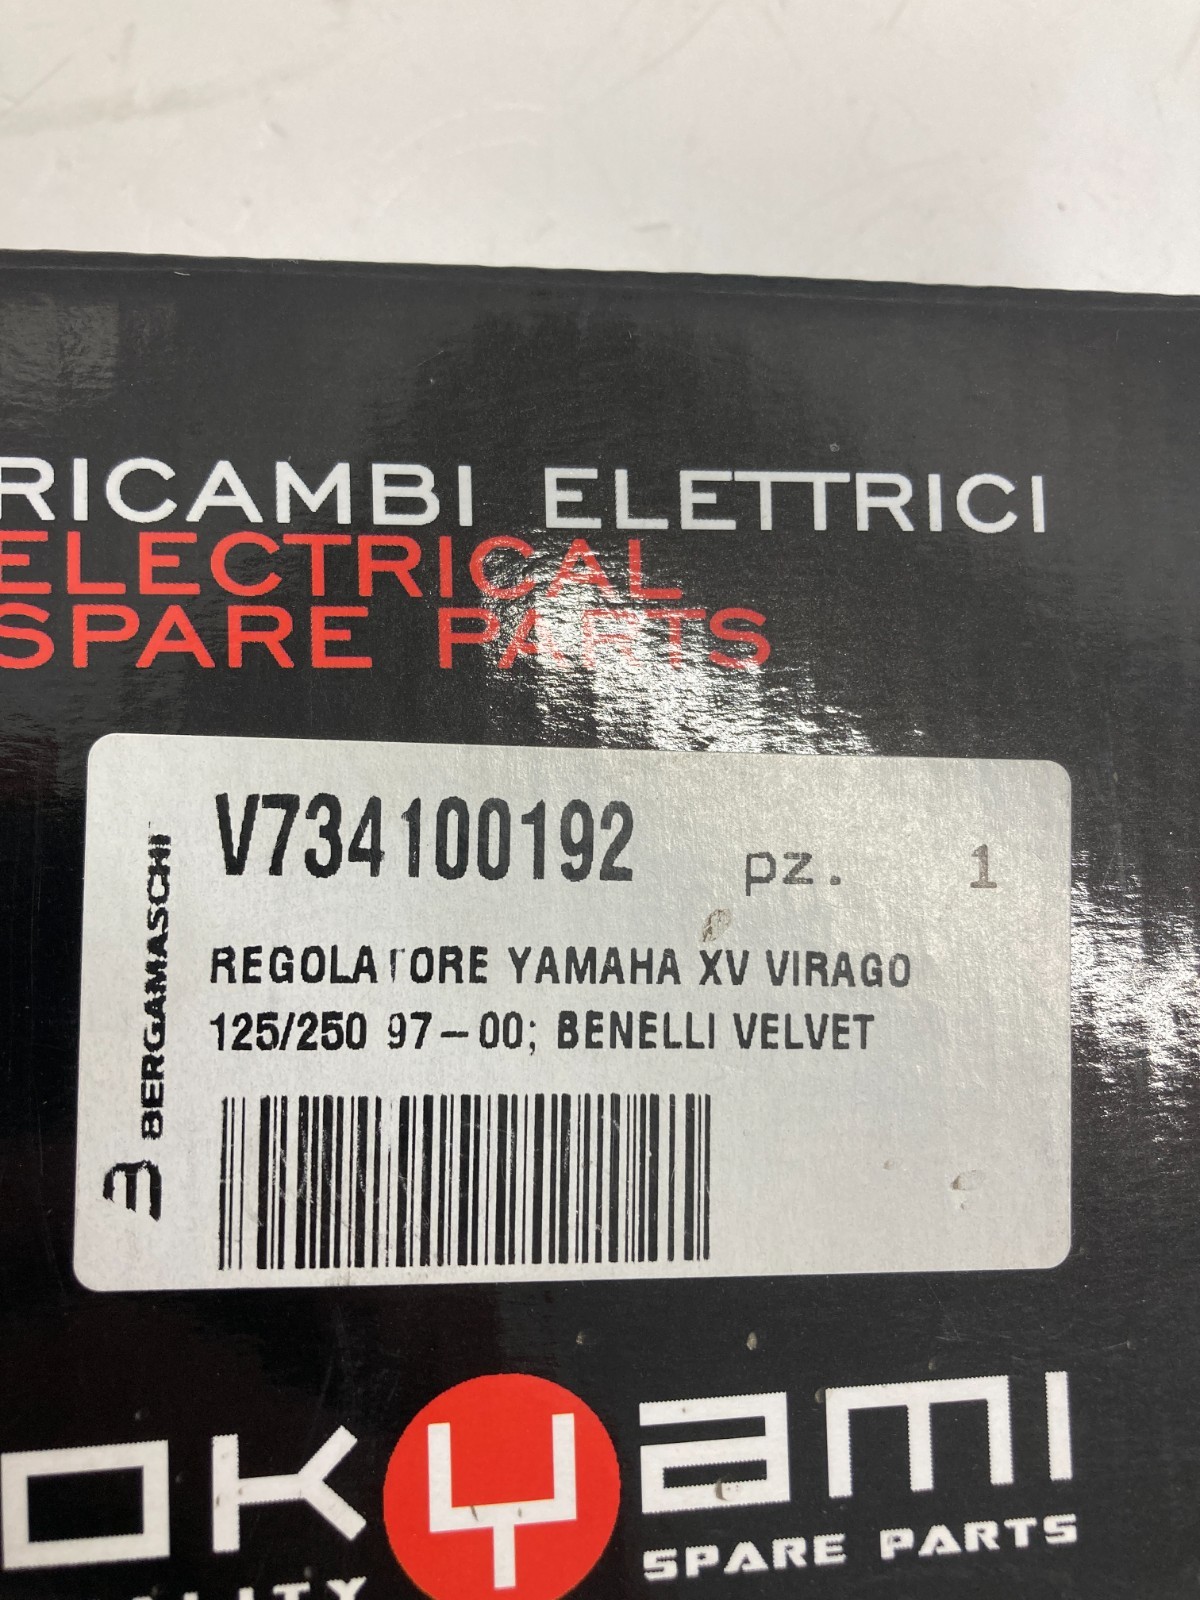 RICAMBI ELETTRICI
ELECTRICAL
SPARE PARTS
V734100192 pz. 1
BERGAMASCHI
REGOLATORE YAMAHA XV VIRAGO
125/250 97-00; BENELLI VELVET
OKYAMI
SPARE PARTS